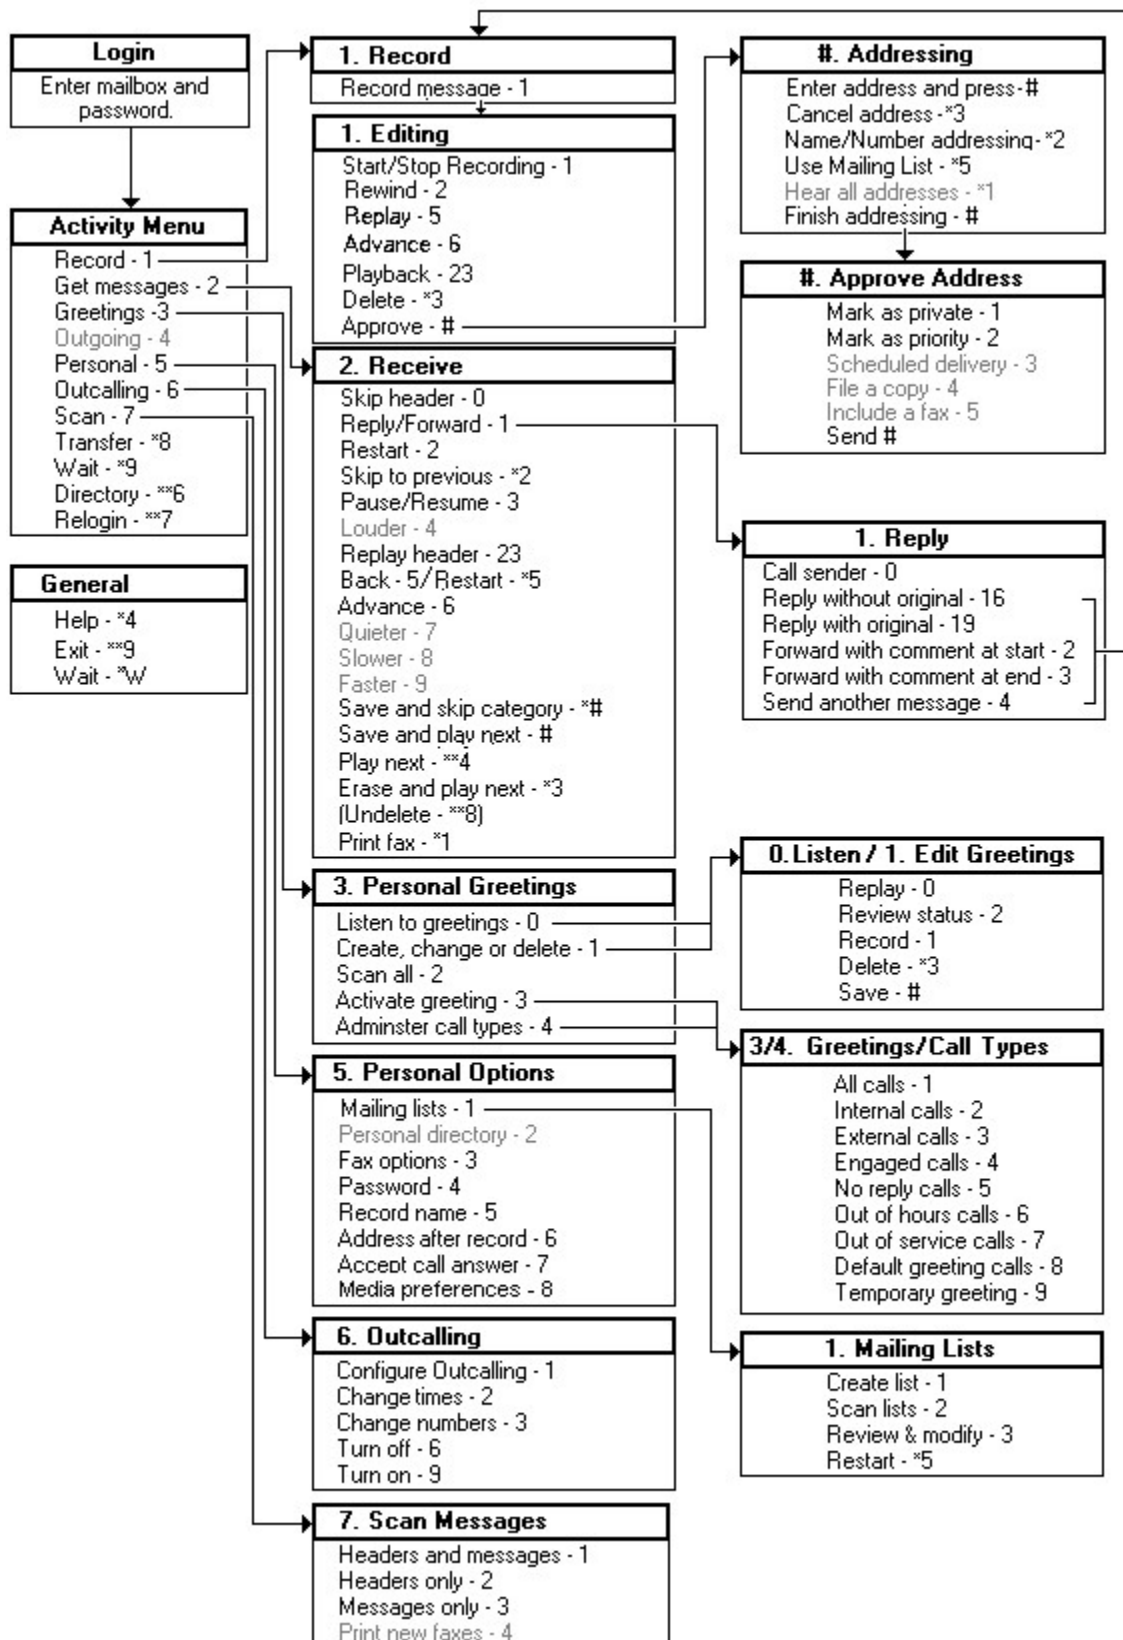 Login
Enter mailbox and
password.
Activity Menu
Record - 1
Get messages - 2
Greetings -3
Outgoing - 4
Personal - 5
Outcalling - 6
Scan - 7
Transfer - *8
Wait - *9
Directory - **6
Relogin - **7
General
Help - *4
Exit - **9
Wait - *W
1. Record
Record message - 1
1. Editing
Start/Stop Recording - 1
Rewind - 2
Replay - 5
Advance - 6
Playback - 23
Delete - *3
Approve - #
2. Receive
Skip header - 0
Reply/Forward - 1
Restart - 2
Skip to previous - *2
Pause/Resume - 3
Louder - 4
Replay header - 23
Back - 5/Restart - *5
Advance - 6
Quieter - 7
Slower - 8
Faster - 9
Save and skip category - *#
Save and play next - #
Play next - **4
Erase and play next - *3
(Undelete - **8)
Print fax - *1
3. Personal Greetings
Listen to greetings - 0
Create, change or delete - 1
Scan all - 2
Activate greeting - 3
Adminster call types - 4
5. Personal Options
Mailing lists - 1
Personal directory - 2
Fax options - 3
Password - 4
Record name - 5
Address after record - 6
Accept call answer - 7
Media preferences - 8
6. Outcalling
Configure Outcalling - 1
Change times - 2
Change numbers - 3
Turn off - 6
Turn on - 9
7. Scan Messages
Headers and messages - 1
Headers only - 2
Messages only - 3
Print new faxes - 4
#. Addressing
Enter address and press-#
Cancel address -*3
Name/Number addressing-*2
Use Mailing List - *5
Hear all addresses - *1
Finish addressing - #
#. Approve Address
Mark as private - 1
Mark as priority - 2
Scheduled delivery - 3
File a copy - 4
Include a fax - 5
Send #
1. Reply
Call sender - 0
Reply without original - 16
Reply with original - 19
Forward with comment at start - 2
Forward with comment at end - 3
Send another message - 4
0. Listen / 1. Edit Greetings
Replay - 0
Review status - 2
Record - 1
Delete - *3
Save - #
3/4. Greetings/Call Types
All calls - 1
Internal calls - 2
External calls - 3
Engaged calls - 4
No reply calls - 5
Out of hours calls - 6
Out of service calls - 7
Default greeting calls - 8
Temporary greeting - 9
1. Mailing Lists
Create list - 1
Scan lists - 2
Review & modify - 3
Restart - *5